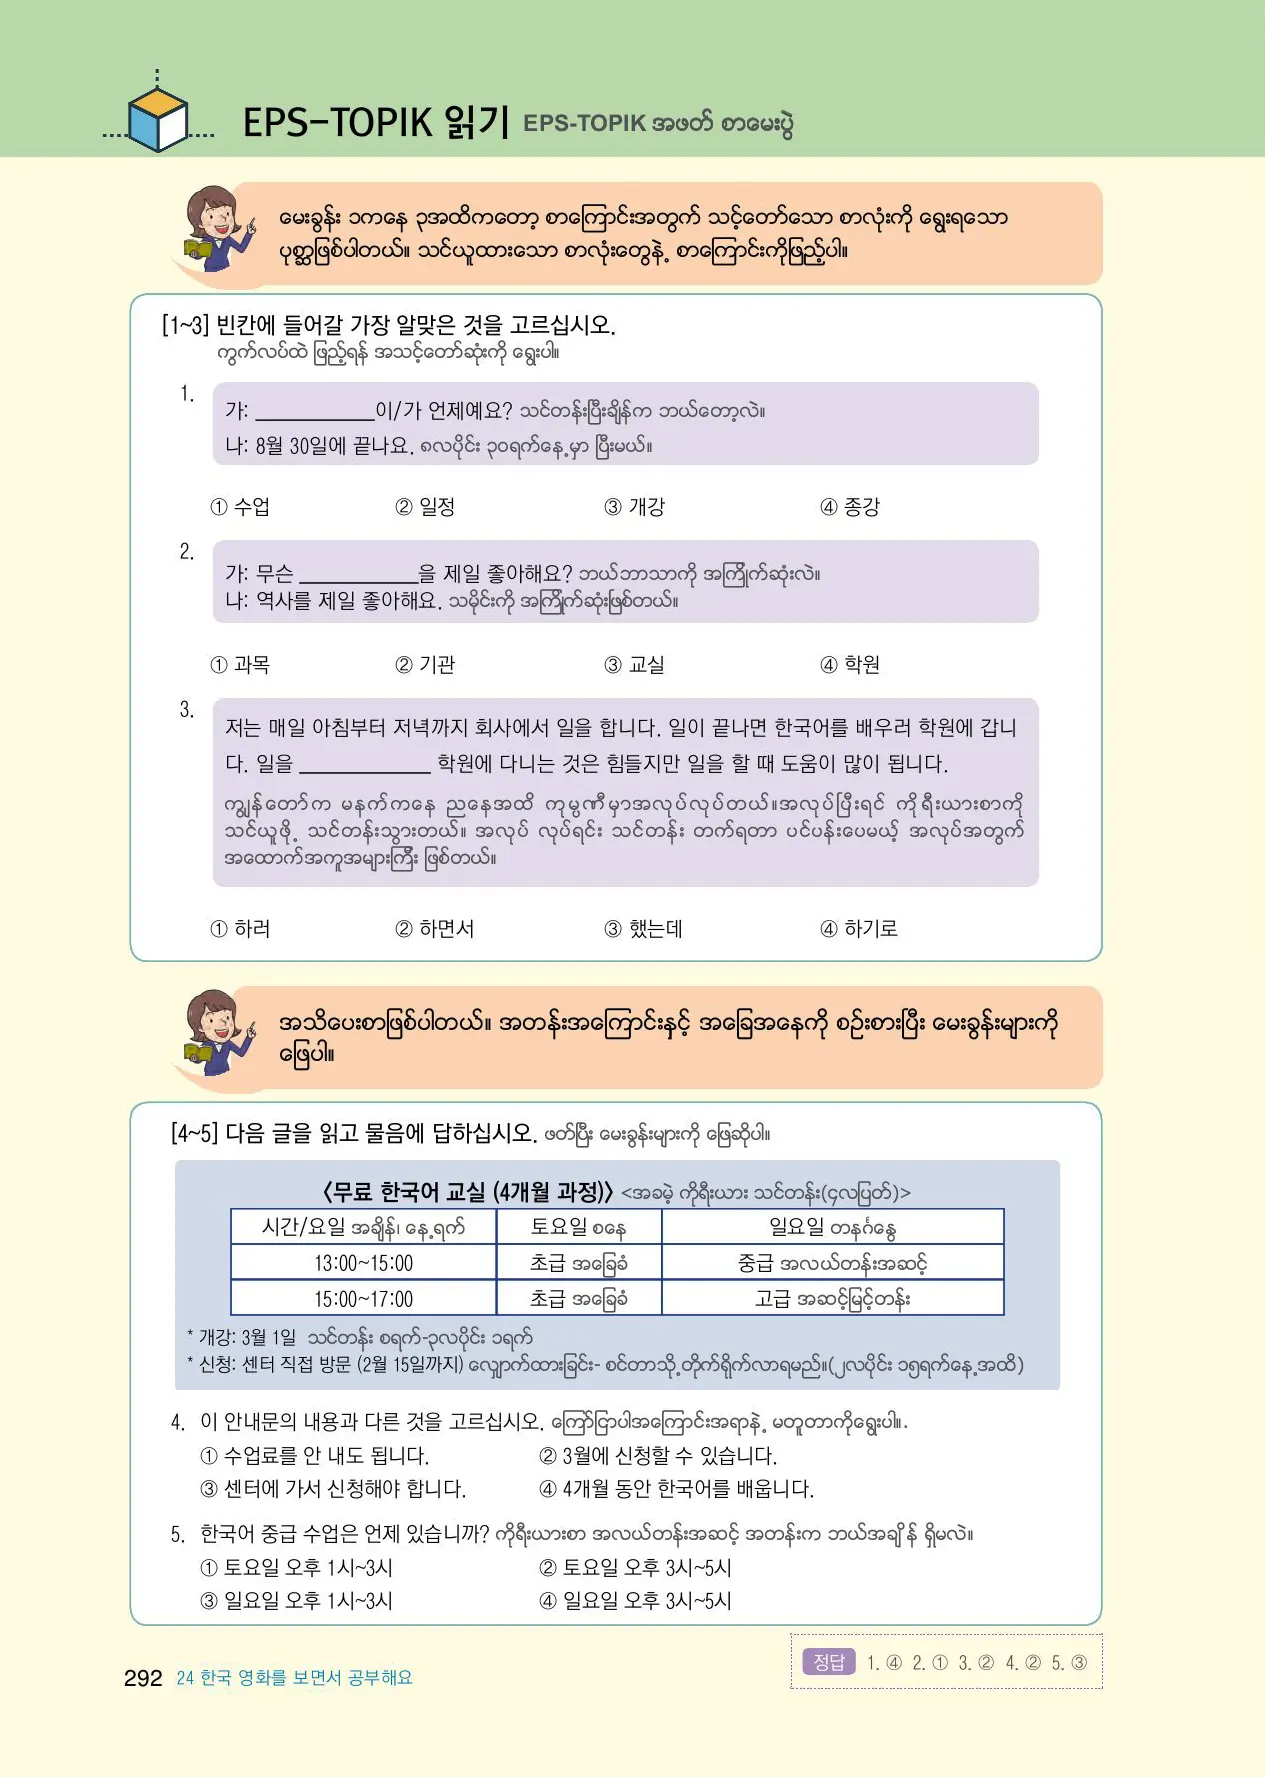 EPS-TOPIK 읽기 EPS-TOPIK အဖတ် စာမေးပွဲ
မေးခွန်း ၁ကနေ ၃အထိကတော့ စာကြောင်းအတွက် သင့်တော်သော စာလုံးကို ရွေးရသော
ပုစ္ဆာဖြစ်ပါတယ်။ သင်ယူထားသော စာလုံးတွေနဲ့ စာကြောင်းကိုဖြည့်ပါ။
[1~3] 빈칸에 들어갈 가장 알맞은 것을 고르십시오.
ကွက်လပ်ထဲ ဖြည့်ရန် အသင့်တော်ဆုံးကို ရွေးပါ။
1.
가: ____________이/가 언제예요? သင်တန်းပြီးချိန်က ဘယ်တော့လဲ။
나: 8월 30일에 끝나요. ၈လပိုင်း ၃၀ရက်နေ့မှာ ပြီးမယ်။
① 수업 ② 일정 ③ 개강 ④ 종강
2.
가: 무슨 ____________을 제일 좋아해요? ဘယ်ဘာသာကို အကြိုက်ဆုံးလဲ။
나: 역사를 제일 좋아해요. သမိုင်းကို အကြိုက်ဆုံးဖြစ်တယ်။
① 과목 ② 기관 ③ 교실 ④ 학원
3.
저는 매일 아침부터 저녁까지 회사에서 일을 합니다. 일이 끝나면 한국어를 배우러 학원에 갑니
다. 일을 _____________ 학원에 다니는 것은 힘들지만 일을 할 때 도움이 많이 됩니다.
ကျွန်တော်က မနက်ကနေ ညနေအထိ ကုမ္ပဏီမှာအလုပ်လုပ်တယ်။အလုပ်ပြီးရင် ကိုရီးယားစာကို
သင်ယူဖို့ သင်တန်းသွားတယ်။ အလုပ် လုပ်ရင်း သင်တန်း တက်ရတာ ပင်ပန်းပေမယ့် အလုပ်အတွက်
အထောက်အကူအများကြီး ဖြစ်တယ်။
① 하러 ② 하면서 ③ 했는데 ④ 하기로
အသိပေးစာဖြစ်ပါတယ်။ အတန်းအကြောင်းနှင့် အခြေအနေကို စဉ်းစားပြီး မေးခွန်းများကို
ဖြေပါ။
[4~5] 다음 글을 읽고 물음에 답하십시오. ဖတ်ပြီး မေးခွန်းများကို ဖြေဆိုပါ။
〈무료 한국어 교실 (4개월 과정)〉 <အခမဲ့ ကိုရီးယား သင်တန်း(၄လပြတ်)>
시간/요일 အချိန်၊ နေ့ရက် 토요일 စနေ 일요일 တနင်္ဂနွေ
13:00~15:00 초급 အခြေခံ 중급 အလယ်တန်းအဆင့်
15:00~17:00 초급 အခြေခံ 고급 အဆင့်မြင့်တန်း
* 개강: 3월 1일 သင်တန်း စရက်-၃လပိုင်း ၁ရက်
* 신청: 센터 직접 방문 (2월 15일까지) လျှောက်ထားခြင်း- စင်တာသို့တိုက်ရိုက်လာရမည်။(၂လပိုင်း ၁၅ရက်နေ့အထိ)
4. 이 안내문의 내용과 다른 것을 고르십시오. ကြော်ငြာပါအကြောင်းအရာနဲ့ မတူတာကိုရွေးပါ။.
① 수업료를 안 내도 됩니다. ② 3월에 신청할 수 있습니다.
③ 센터에 가서 신청해야 합니다. ④ 4개월 동안 한국어를 배웁니다.
5. 한국어 중급 수업은 언제 있습니까? ကိုရီးယားစာ အလယ်တန်းအဆင့် အတန်းက ဘယ်အချိန် ရှိမလဲ။
① 토요일 오후 1시~3시 ② 토요일 오후 3시~5시
③ 일요일 오후 1시~3시 ④ 일요일 오후 3시~5시
정답 1. ④ 2. ① 3. ② 4. ② 5. ③
292 24 한국 영화를 보면서 공부해요